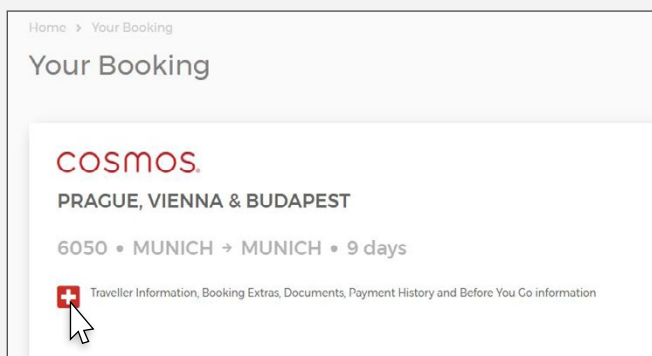 Home > Your Booking
Your Booking
COSMOS.
PRAGUE, VIENNA & BUDAPEST
6050 • MUNICH → MUNICH • 9 days
Traveller Information, Booking Extras, Documents, Payment History and Before You Go information